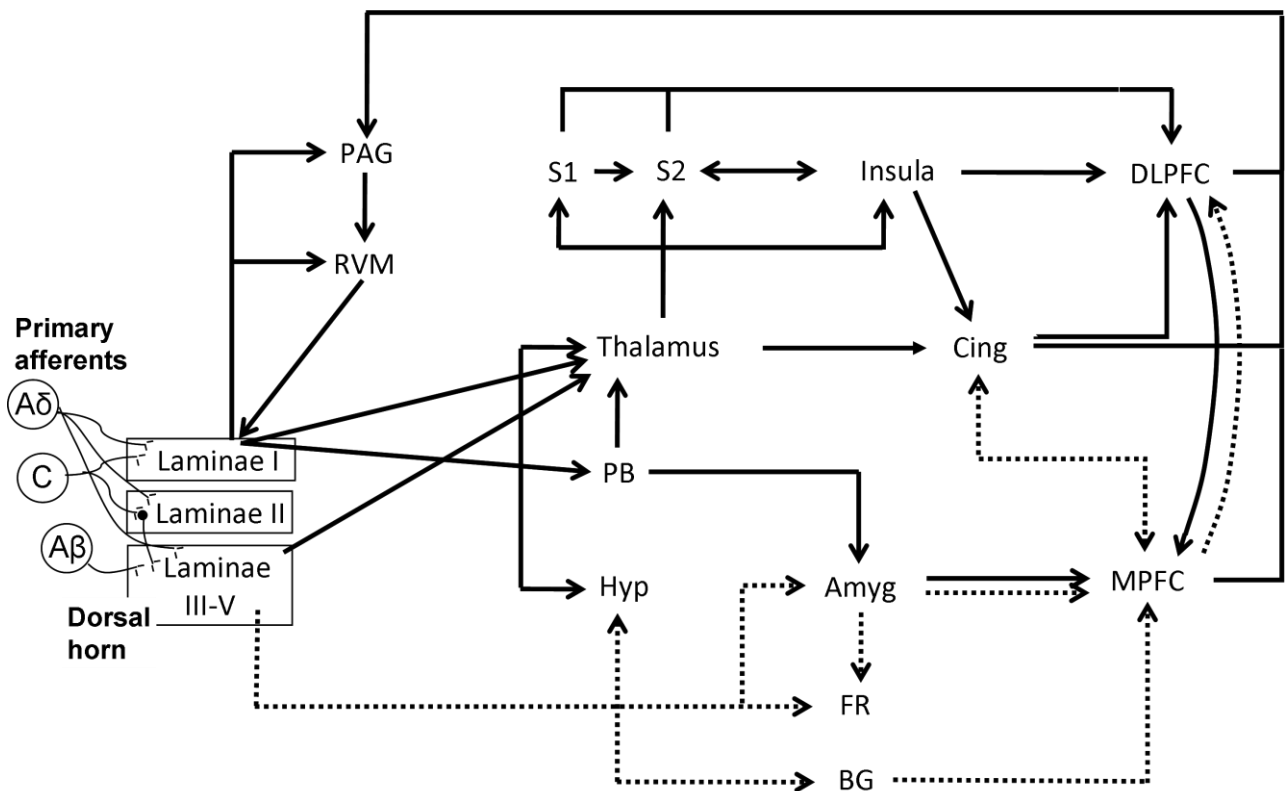 PAG
S1
S2
Insula
DLPFC
RVM
Primary
afferents
Thalamus
Cing
Aδ
Laminae I
C
PB
Laminae II
Aβ
Laminae
III-V
Hyp
Amyg
MPFC
Dorsal
horn
FR
BG